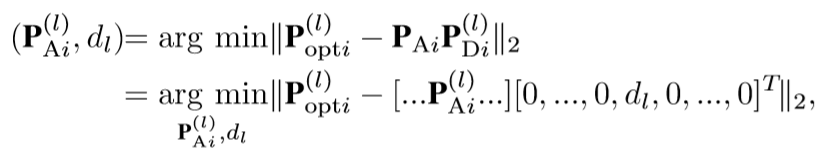 (𝐏_{Ai}^{(l)}, d_l) = arg min‖𝐏_{opti}^{(l)} − 𝐏_{Ai}𝐏_{Di}^{(l)}‖_2
= arg min_{𝐏_{Ai}^{(l)}, d_l}‖𝐏_{opti}^{(l)} − [...𝐏_{Ai}^{(l)}...][0, ..., 0, d_l, 0, ..., 0]^T‖_2,